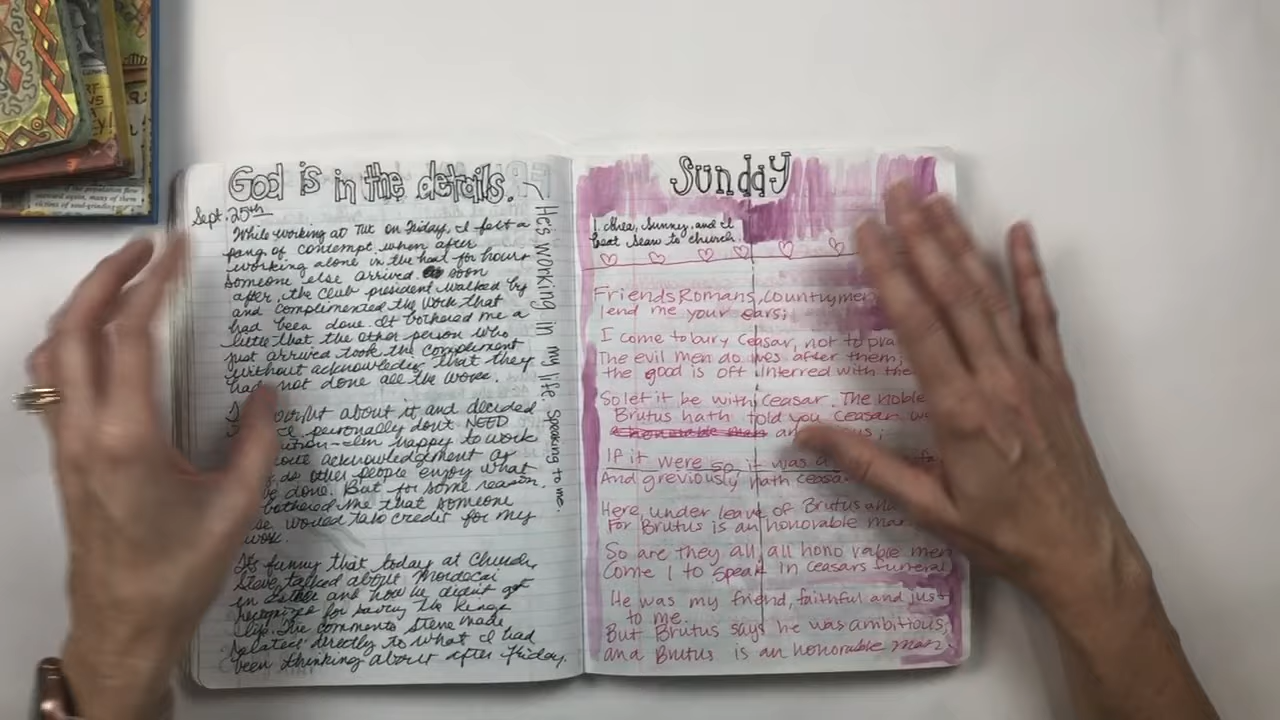 God is in the details.
Sept. 25th
While working at TVC on Friday, I felt a
pang of contempt when after
working alone in the heat for hours
someone else arrived. soon
after, the club president walked by
and complimented the work that
had been done. It bothered me a
little that the other person who
just arrived took the compliment
without acknowledging that they
had not done all the work.
thought about it and decided
I personally don't NEED
I'm happy to work
acknowledgement as
as other people enjoy what
done. But for some reason,
bothered me that someone
would take credit for my
work.
It's funny that today at Church,
Steve talked about Mordecai
in Esther and how he didn't get
recognized for saving the Kings
life. The comments Steve made
related directly to what I had
been thinking about after Friday.
He's working in my life. Speaking to me.
Sunday
1. Shea, Sunny, and I
beat Sean to church.
Friends Romans, countrymen
lend me your ears;
I come to bury Ceasar, not to pra
The evil men do lives after them;
the good is oft interred with the
So let it be with Ceasar. The noble
Brutus hath told you Ceasar w
a honorable man
If it were so, it was a
And greviously hath Ceasa
Here, under leave of Brutus and
For Brutus is an honorable man
So are they all, all honorable men
Come I to speak in Ceasars funeral
He was my friend, faithful and just
to me.
But Brutus says he was ambitious,
and Brutus is an honorable man.